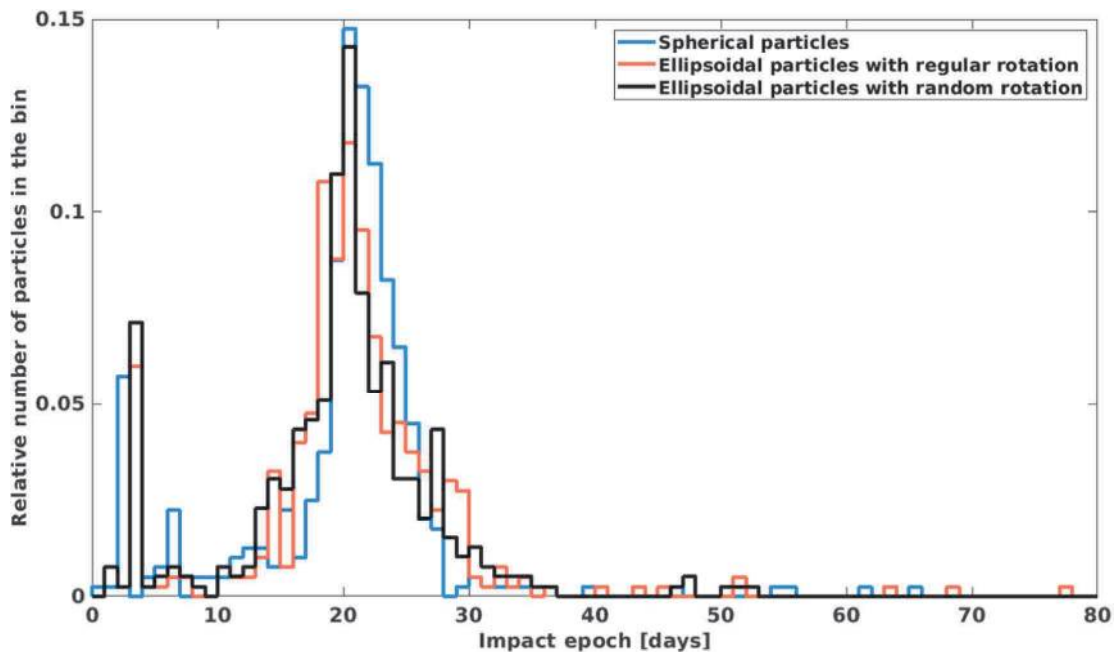 0.15
Spherical particles
Ellipsoidal particles with regular rotation
Ellipsoidal particles with random rotation
Relative number of particles in the bin
0.1
0.05
0
0 10 20 30 40 50 60 70 80
Impact epoch [days]